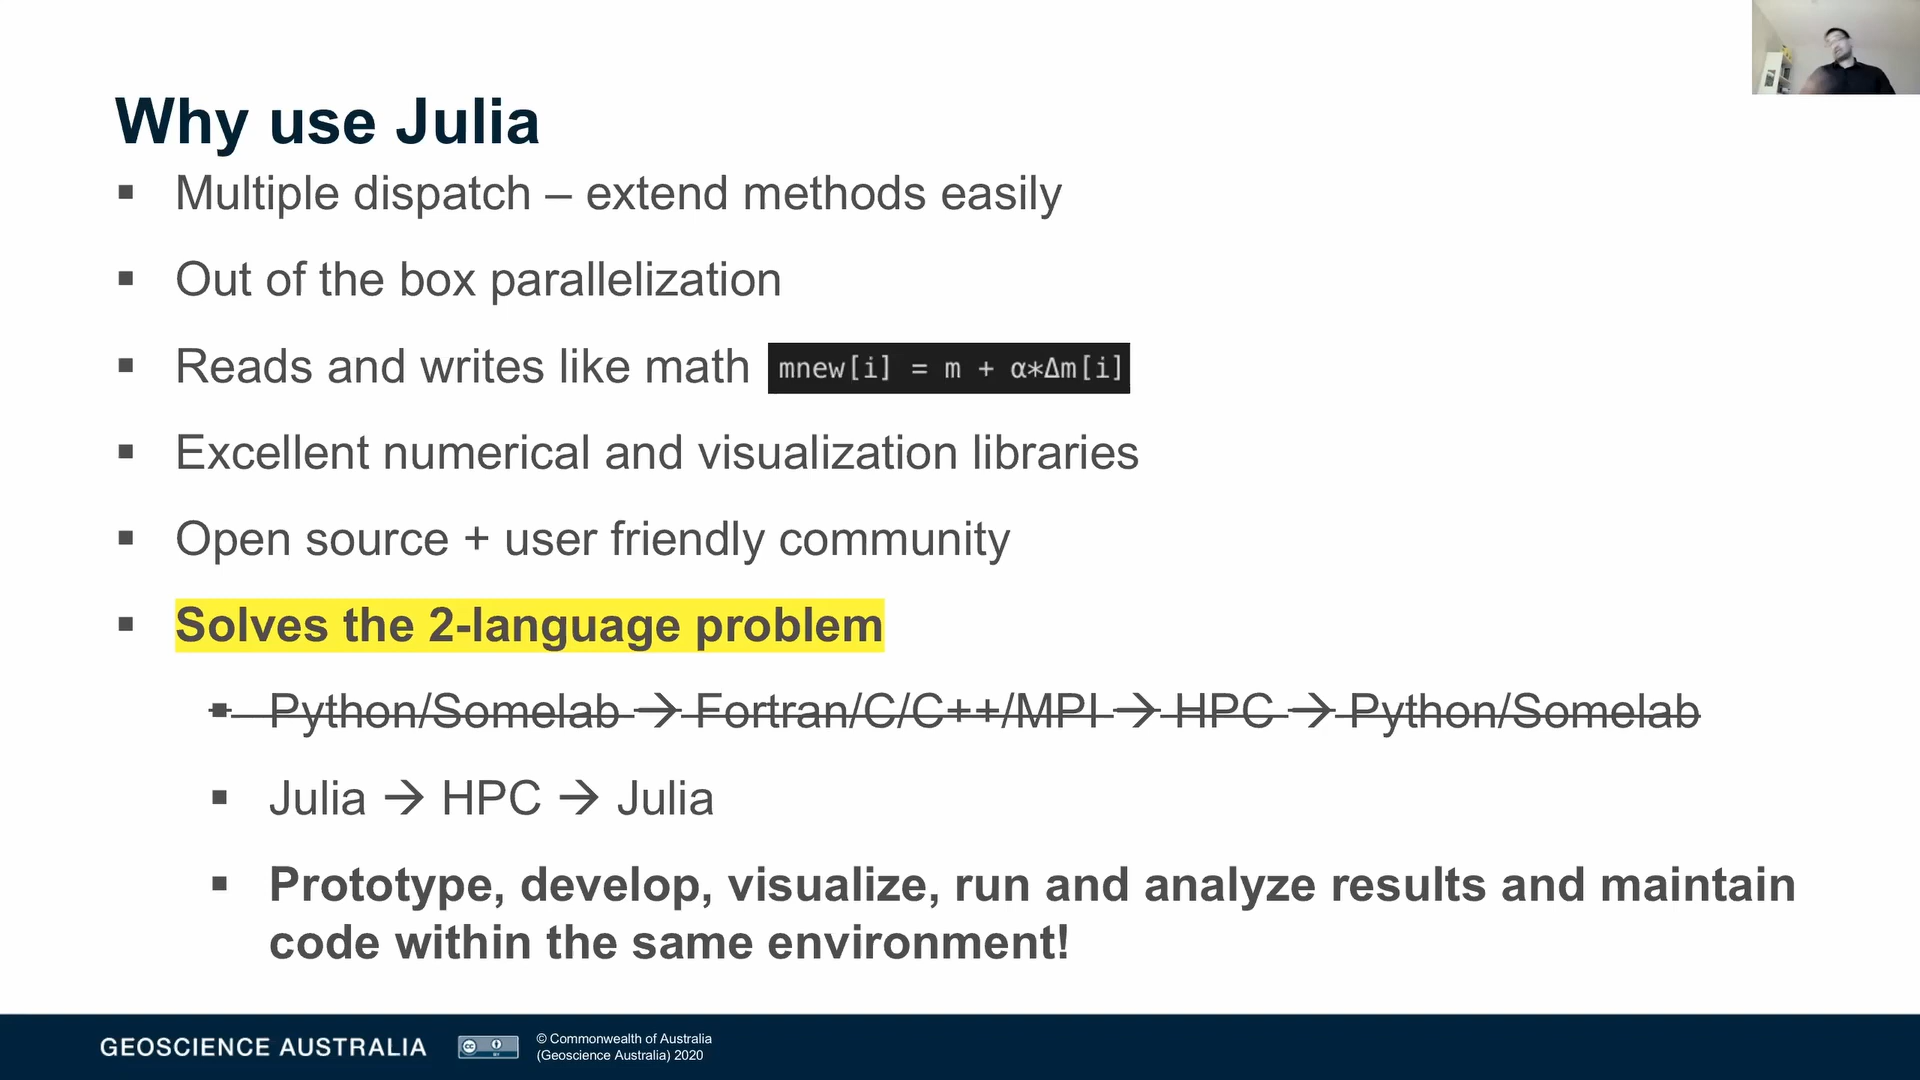 Why use Julia
Multiple dispatch – extend methods easily
Out of the box parallelization
Reads and writes like math mnew[i] = m + α*Δm[i]
Excellent numerical and visualization libraries
Open source + user friendly community
Solves the 2-language problem
Python/Somelab → Fortran/C/C++/MPI → HPC → Python/Somelab
Julia → HPC → Julia
Prototype, develop, visualize, run and analyze results and maintain
code within the same environment!
GEOSCIENCE AUSTRALIA
cc
BY
© Commonwealth of Australia
(Geoscience Australia) 2020